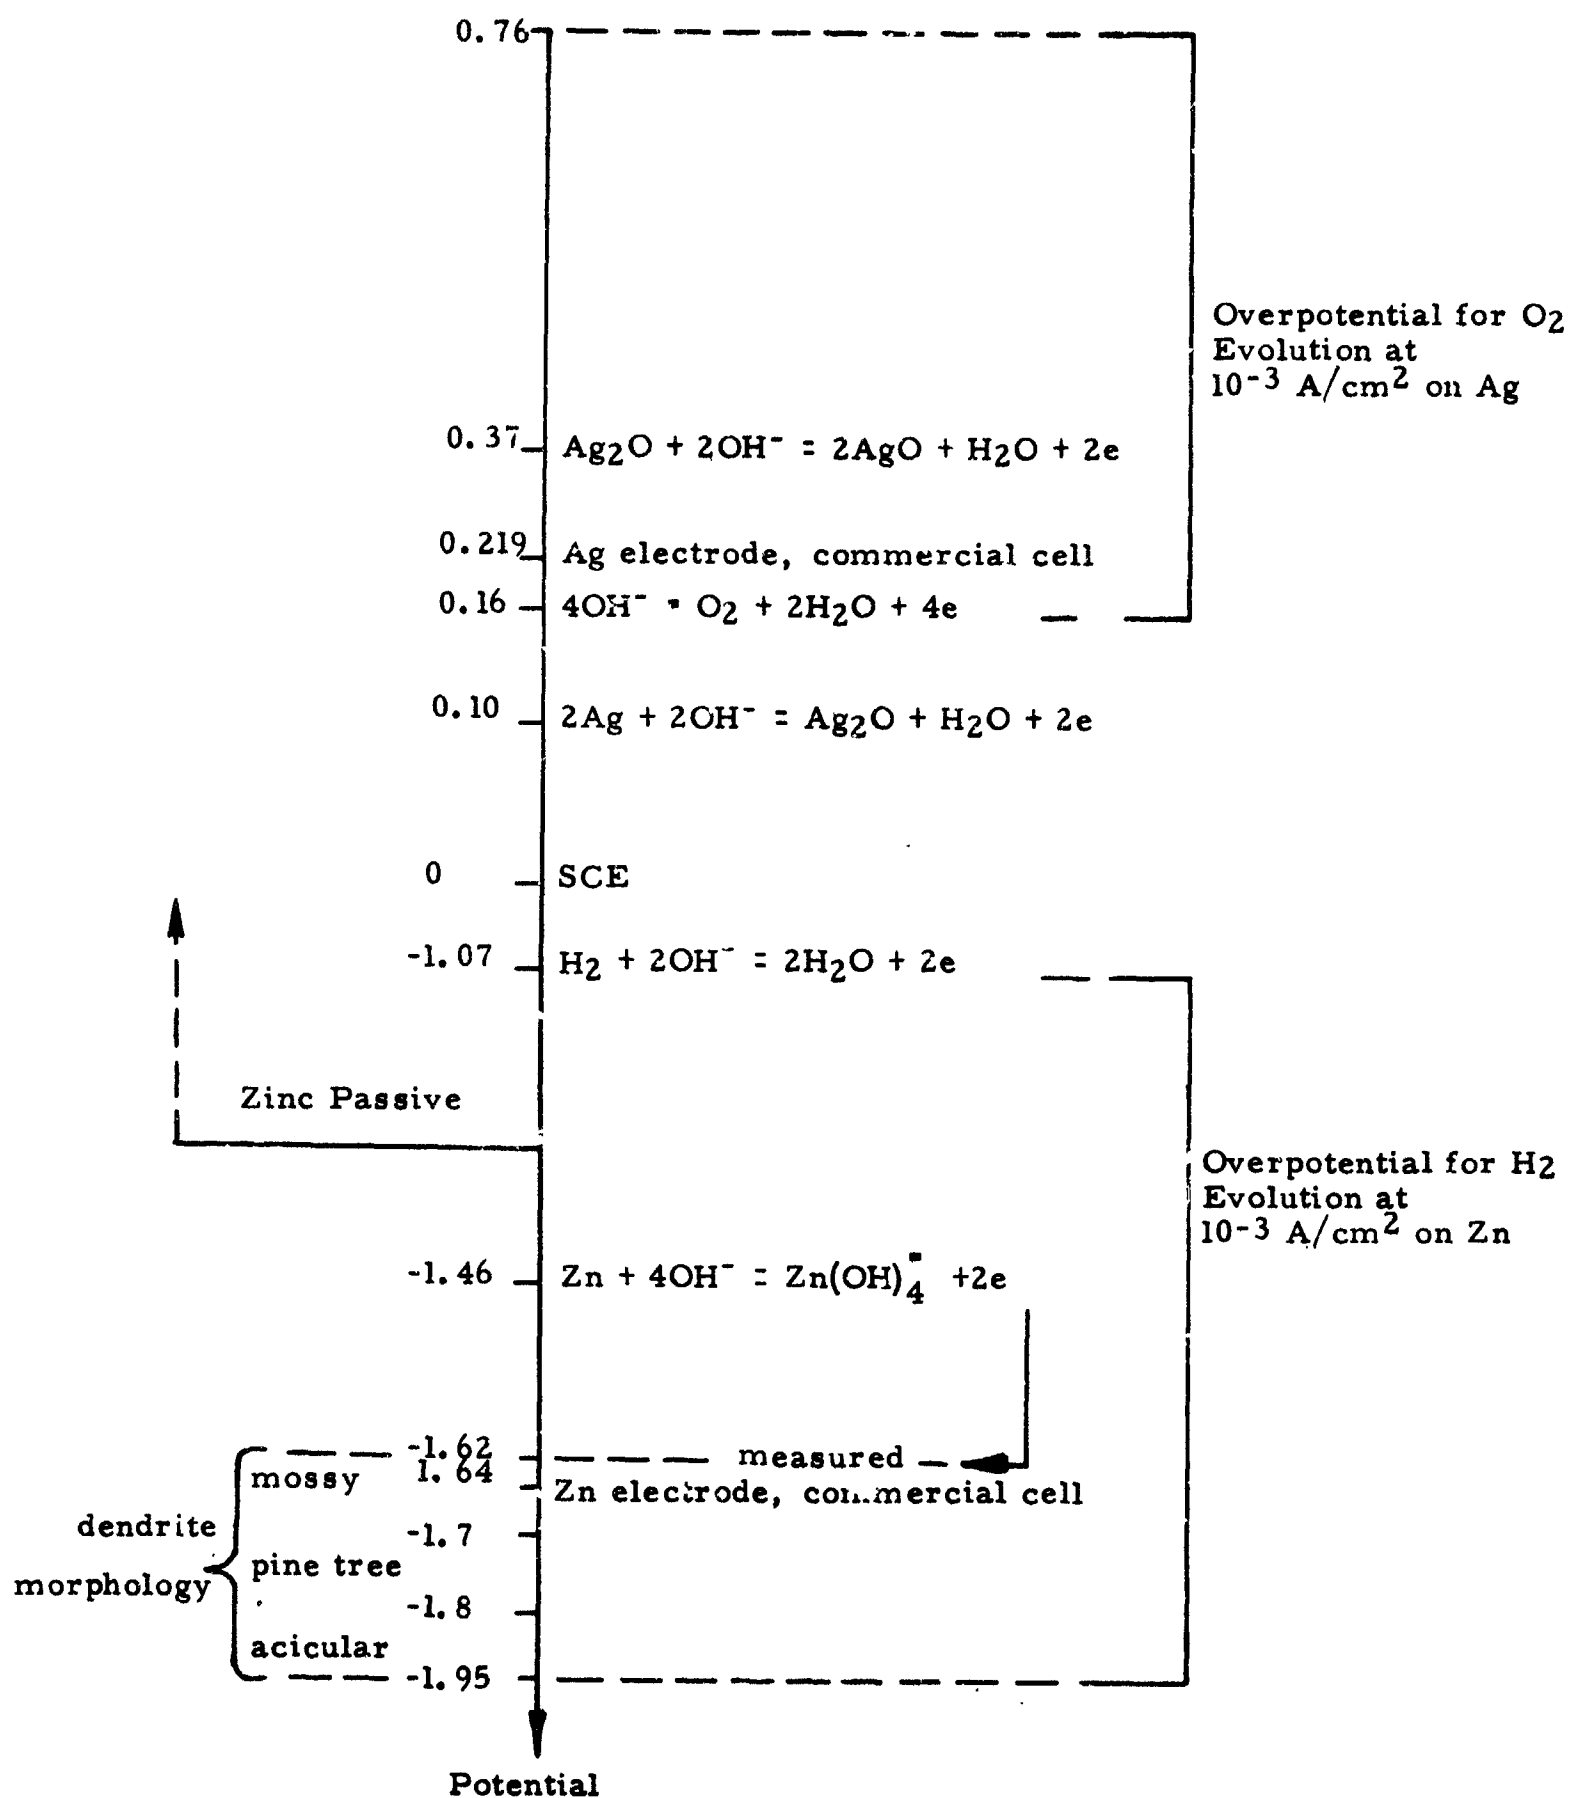 0.76
Overpotential for O2
Evolution at
10-3 A/cm2 on Ag
0.37 Ag2O + 2OH- = 2AgO + H2O + 2e
0.219 Ag electrode, commercial cell
0.16 4OH- = O2 + 2H2O + 4e
0.10 2Ag + 2OH- = Ag2O + H2O + 2e
0 SCE
-1.07 H2 + 2OH- = 2H2O + 2e
Zinc Passive
Overpotential for H2
Evolution at
10-3 A/cm2 on Zn
-1.46 Zn + 4OH- = Zn(OH)4= +2e
-1.62 measured
1.64 Zn electrode, commercial cell
mossy
dendrite
morphology
-1.7
pine tree
-1.8
acicular
-1.95
Potential